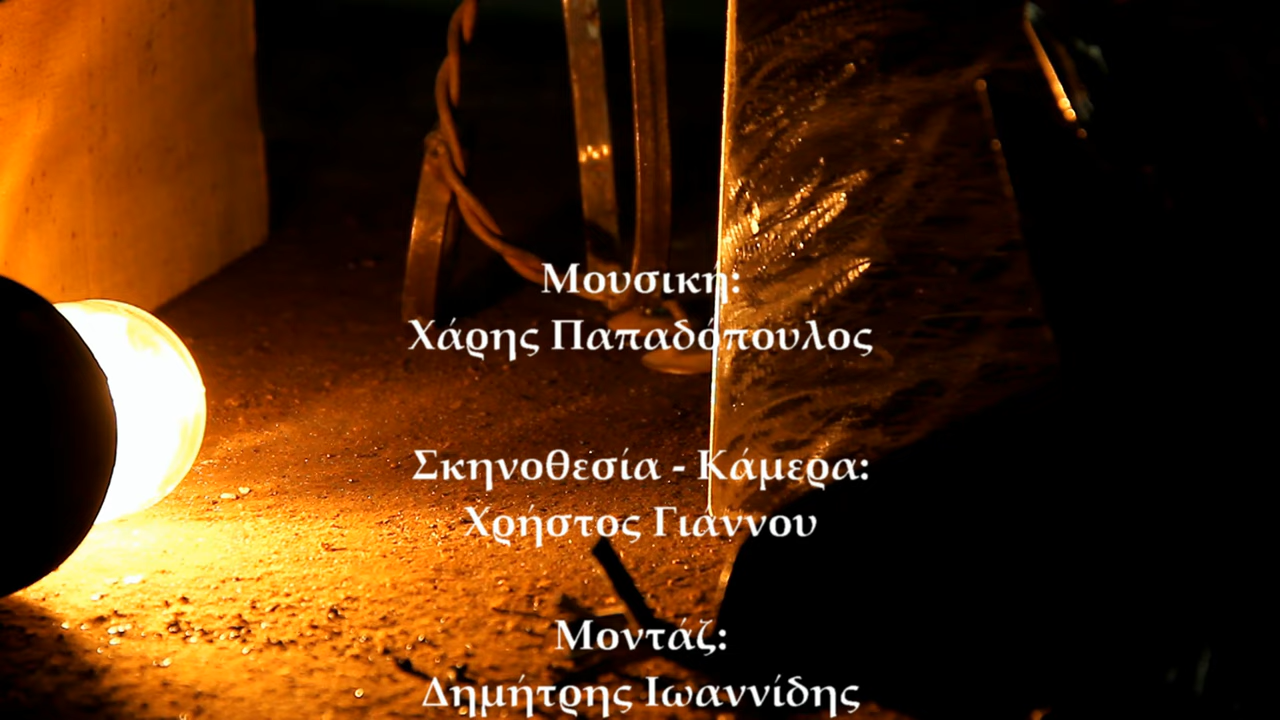 Μουσικη:
Χάρης Παπαδόπουλος
Σκηνοθεσία - Κάμερα:
Χρήστος Γιαννου
Μοντάζ:
Δημήτρης Ιωαννίδης